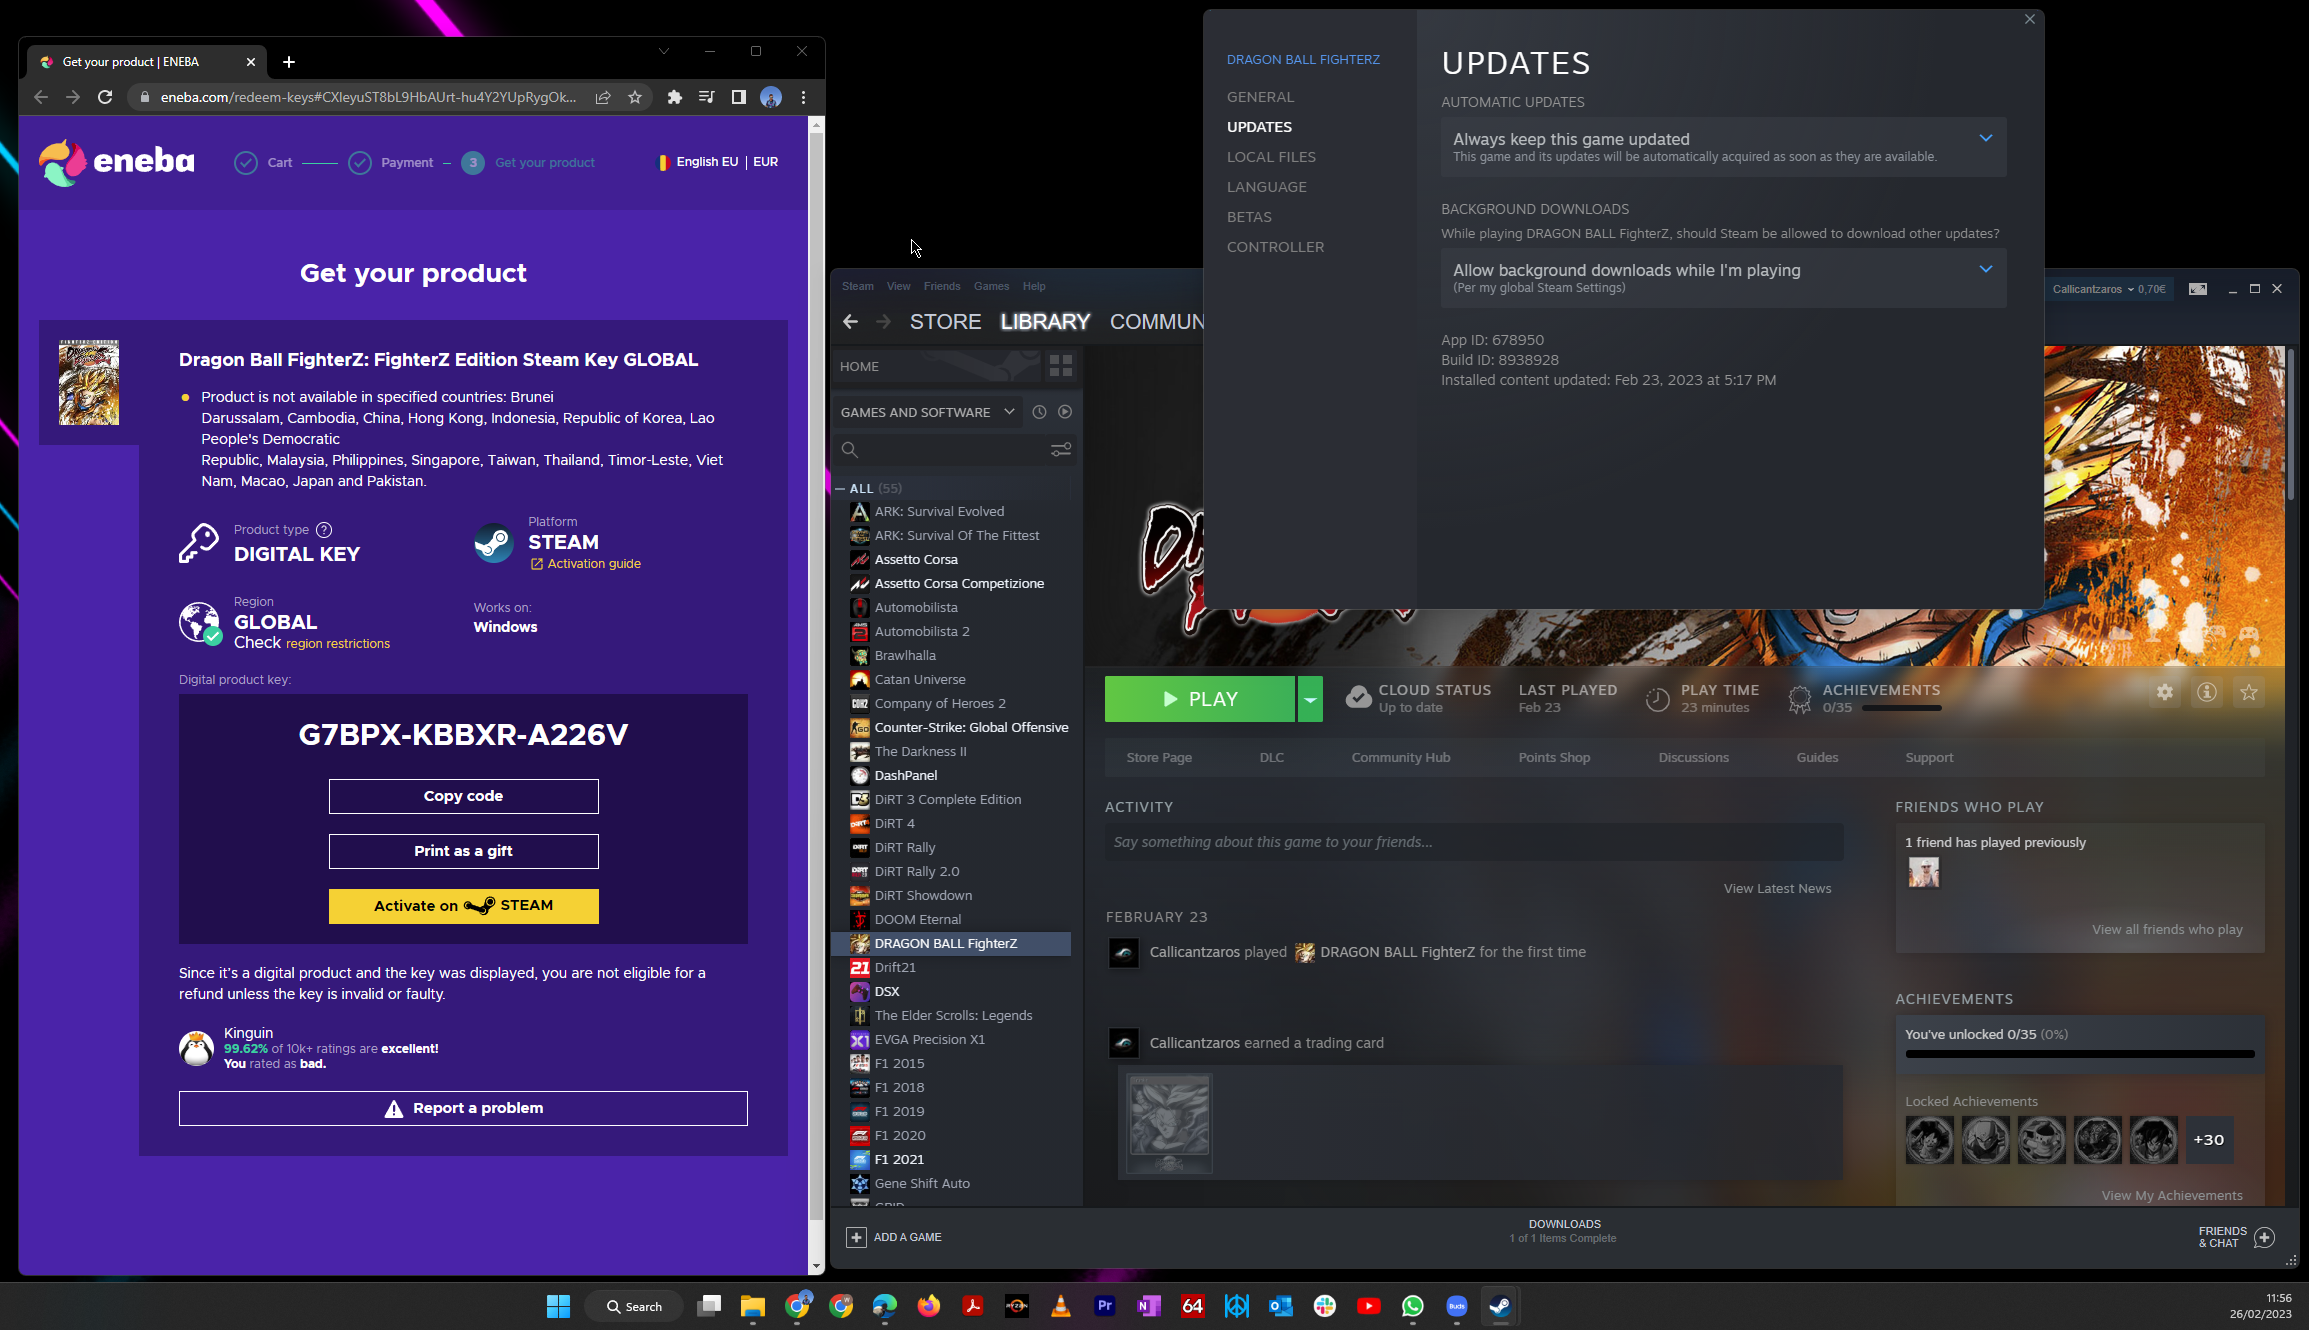 Get your product | ENEBA
eneba.com/redeem-keys#CXleyuST8bL9HbAUrt-hu4Y2YUpRygOk...
eneba
Cart
Payment
3
Get your product
English EU | EUR
Get your product
Dragon Ball FighterZ: FighterZ Edition Steam Key GLOBAL
Product is not available in specified countries: Brunei
Darussalam, Cambodia, China, Hong Kong, Indonesia, Republic of Korea, Lao
People's Democratic
Republic, Malaysia, Philippines, Singapore, Taiwan, Thailand, Timor-Leste, Viet
Nam, Macao, Japan and Pakistan.
Product type ?
DIGITAL KEY
Platform
STEAM
Activation guide
Region
GLOBAL
Check region restrictions
Works on:
Windows
Digital product key:
G7BPX-KBBXR-A226V
Copy code
Print as a gift
Activate on STEAM
Since it's a digital product and the key was displayed, you are not eligible for a
refund unless the key is invalid or faulty.
Kinguin
99.62% of 10k+ ratings are excellent!
You rated as bad.
Report a problem
DRAGON BALL FIGHTERZ
GENERAL
UPDATES
LOCAL FILES
LANGUAGE
BETAS
CONTROLLER
UPDATES
AUTOMATIC UPDATES
Always keep this game updated
This game and its updates will be automatically acquired as soon as they are available.
BACKGROUND DOWNLOADS
While playing DRAGON BALL FighterZ, should Steam be allowed to download other updates?
Allow background downloads while I'm playing
(Per my global Steam Settings)
App ID: 678950
Build ID: 8938928
Installed content updated: Feb 23, 2023 at 5:17 PM
Steam View Friends Games Help
Callicantzaros 0,70€
STORE LIBRARY COMMUN
HOME
GAMES AND SOFTWARE
ALL (55)
ARK: Survival Evolved
ARK: Survival Of The Fittest
Assetto Corsa
Assetto Corsa Competizione
Automobilista
Automobilista 2
Brawlhalla
Catan Universe
Company of Heroes 2
Counter-Strike: Global Offensive
The Darkness II
DashPanel
DiRT 3 Complete Edition
DiRT 4
DiRT Rally
DiRT Rally 2.0
DiRT Showdown
DOOM Eternal
DRAGON BALL FighterZ
Drift21
DSX
The Elder Scrolls: Legends
EVGA Precision X1
F1 2015
F1 2018
F1 2019
F1 2020
F1 2021
Gene Shift Auto
PLAY
CLOUD STATUS
Up to date
LAST PLAYED
Feb 23
PLAY TIME
23 minutes
ACHIEVEMENTS
0/35
Store Page
DLC
Community Hub
Points Shop
Discussions
Guides
Support
ACTIVITY
Say something about this game to your friends...
View Latest News
FEBRUARY 23
Callicantzaros played DRAGON BALL FighterZ for the first time
Callicantzaros earned a trading card
FRIENDS WHO PLAY
1 friend has played previously
View all friends who play
ACHIEVEMENTS
You've unlocked 0/35 (0%)
Locked Achievements
+30
View My Achievements
ADD A GAME
DOWNLOADS
1 of 1 Items Complete
FRIENDS
& CHAT
Search
RYZEN
Pr
N
64
Buds
11:56
26/02/2023